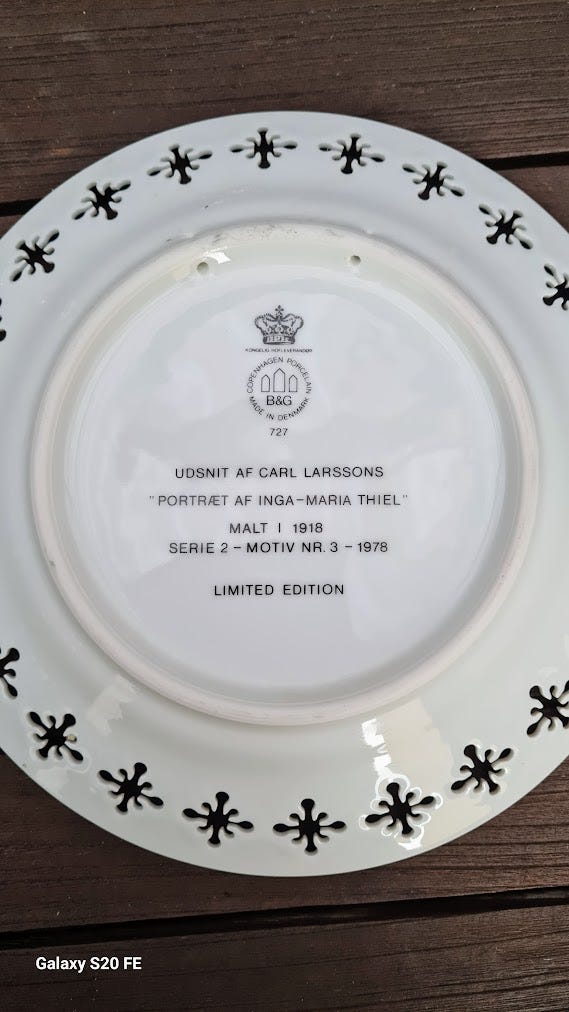 KONGELIG HOFLEVERANDØR
COPENHAGEN PORCELAIN
B&G
MADE IN DENMARK
727
UDSNIT AF CARL LARSSONS
"PORTRÆT AF INGA-MARIA THIEL"
MALT I 1918
SERIE 2 - MOTIV NR. 3 - 1978
LIMITED EDITION
Galaxy S20 FE